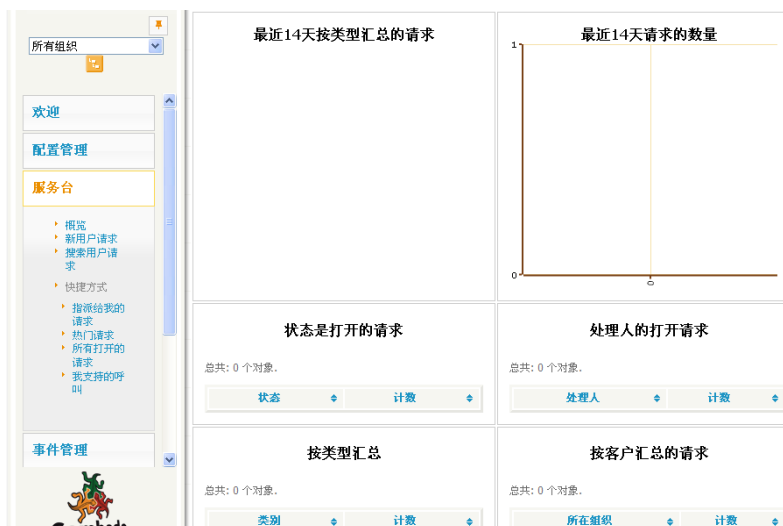 所有组织
欢迎
配置管理
服务台
概览
新用户请求
搜索用户请
求
快捷方式
指派给我的
请求
热门请求
所有打开的
请求
我支持的呼
叫
事件管理
最近14天按类型汇总的请求
最近14天请求的数量
1
0
0
状态是打开的请求
总共: 0 个对象.
状态 计数
处理人的打开请求
总共: 0 个对象.
处理人 计数
按类型汇总
总共: 0 个对象.
类别 计数
按客户汇总的请求
总共: 0 个对象.
所在组织 计数